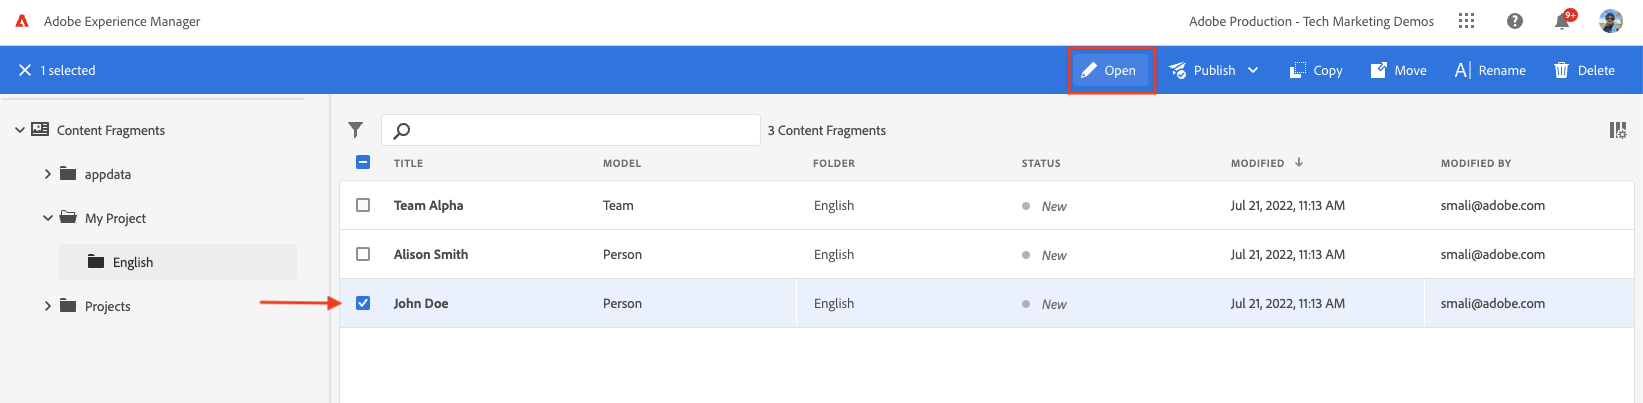 Adobe Experience Manager Adobe Production - Tech Marketing Demos 9+
1 selected Open Publish Copy Move Rename Delete
Content Fragments
appdata
My Project
English
Projects
3 Content Fragments
TITLE MODEL FOLDER STATUS MODIFIED MODIFIED BY
Team Alpha Team English New Jul 21, 2022, 11:13 AM smali@adobe.com
Alison Smith Person English New Jul 21, 2022, 11:13 AM smali@adobe.com
John Doe Person English New Jul 21, 2022, 11:13 AM smali@adobe.com